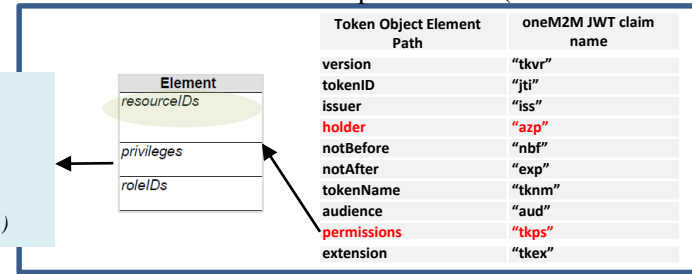 (
Token Object Element Path oneM2M JWT claim name
version “tkvr”
tokenID “jti”
issuer “iss”
holder “azp”
notBefore “nbf”
notAfter “exp”
tokenName “tknm”
audience “aud”
permissions “tkps”
extension “tkex”
Element
resourceIDs
privileges
roleIDs
)